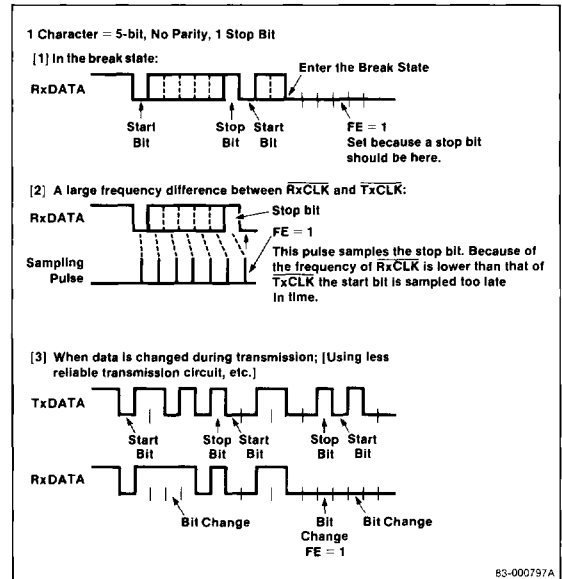 1 Character = 5-bit, No Parity, 1 Stop Bit
[1] In the break state:
Enter the Break State
RxDATA
Start Bit
Stop Bit
Start Bit
FE = 1
Set because a stop bit
should be here.
[2] A large frequency difference between RxCLK and TxCLK:
RxDATA
Stop bit
FE = 1
Sampling
Pulse
This pulse samples the stop bit. Because of
the frequency of RxCLK is lower than that of
TxCLK the start bit is sampled too late
in time.
[3] When data is changed during transmission; [Using less
reliable transmission circuit, etc.]
TxDATA
Start Bit
Stop Bit
Start Bit
Stop Bit
Start Bit
RxDATA
Bit Change
Bit Change
FE = 1
Bit Change
83-000797A